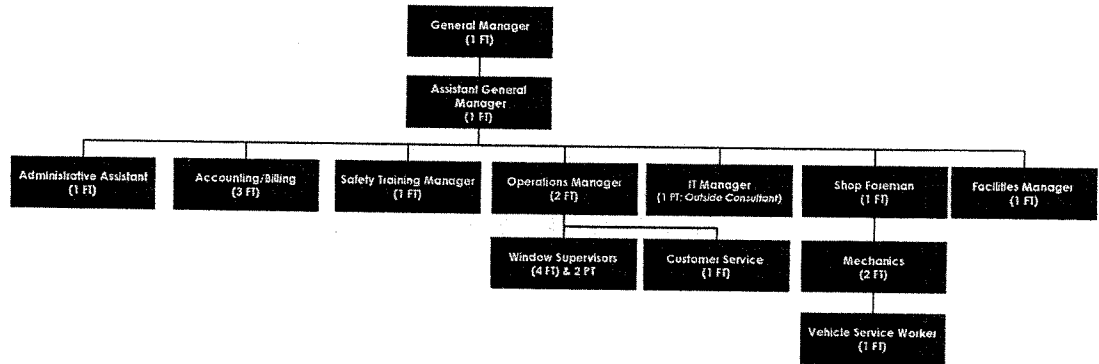 General Manager
(1 FT)
Assistant General
Manager
(1 FT)
Administrative Assistant
(1 FT)
Accounting/Billing
(3 FT)
Safety Training Manager
(1 FT)
Operations Manager
(2 FT)
IT Manager
(1 PT: Outside Consultant)
Shop Foreman
(1 FT)
Facilities Manager
(1 FT)
Window Supervisors
(4 FT) & 2 PT
Customer Service
(1 FT)
Mechanics
(2 FT)
Vehicle Service Worker
(1 FT)